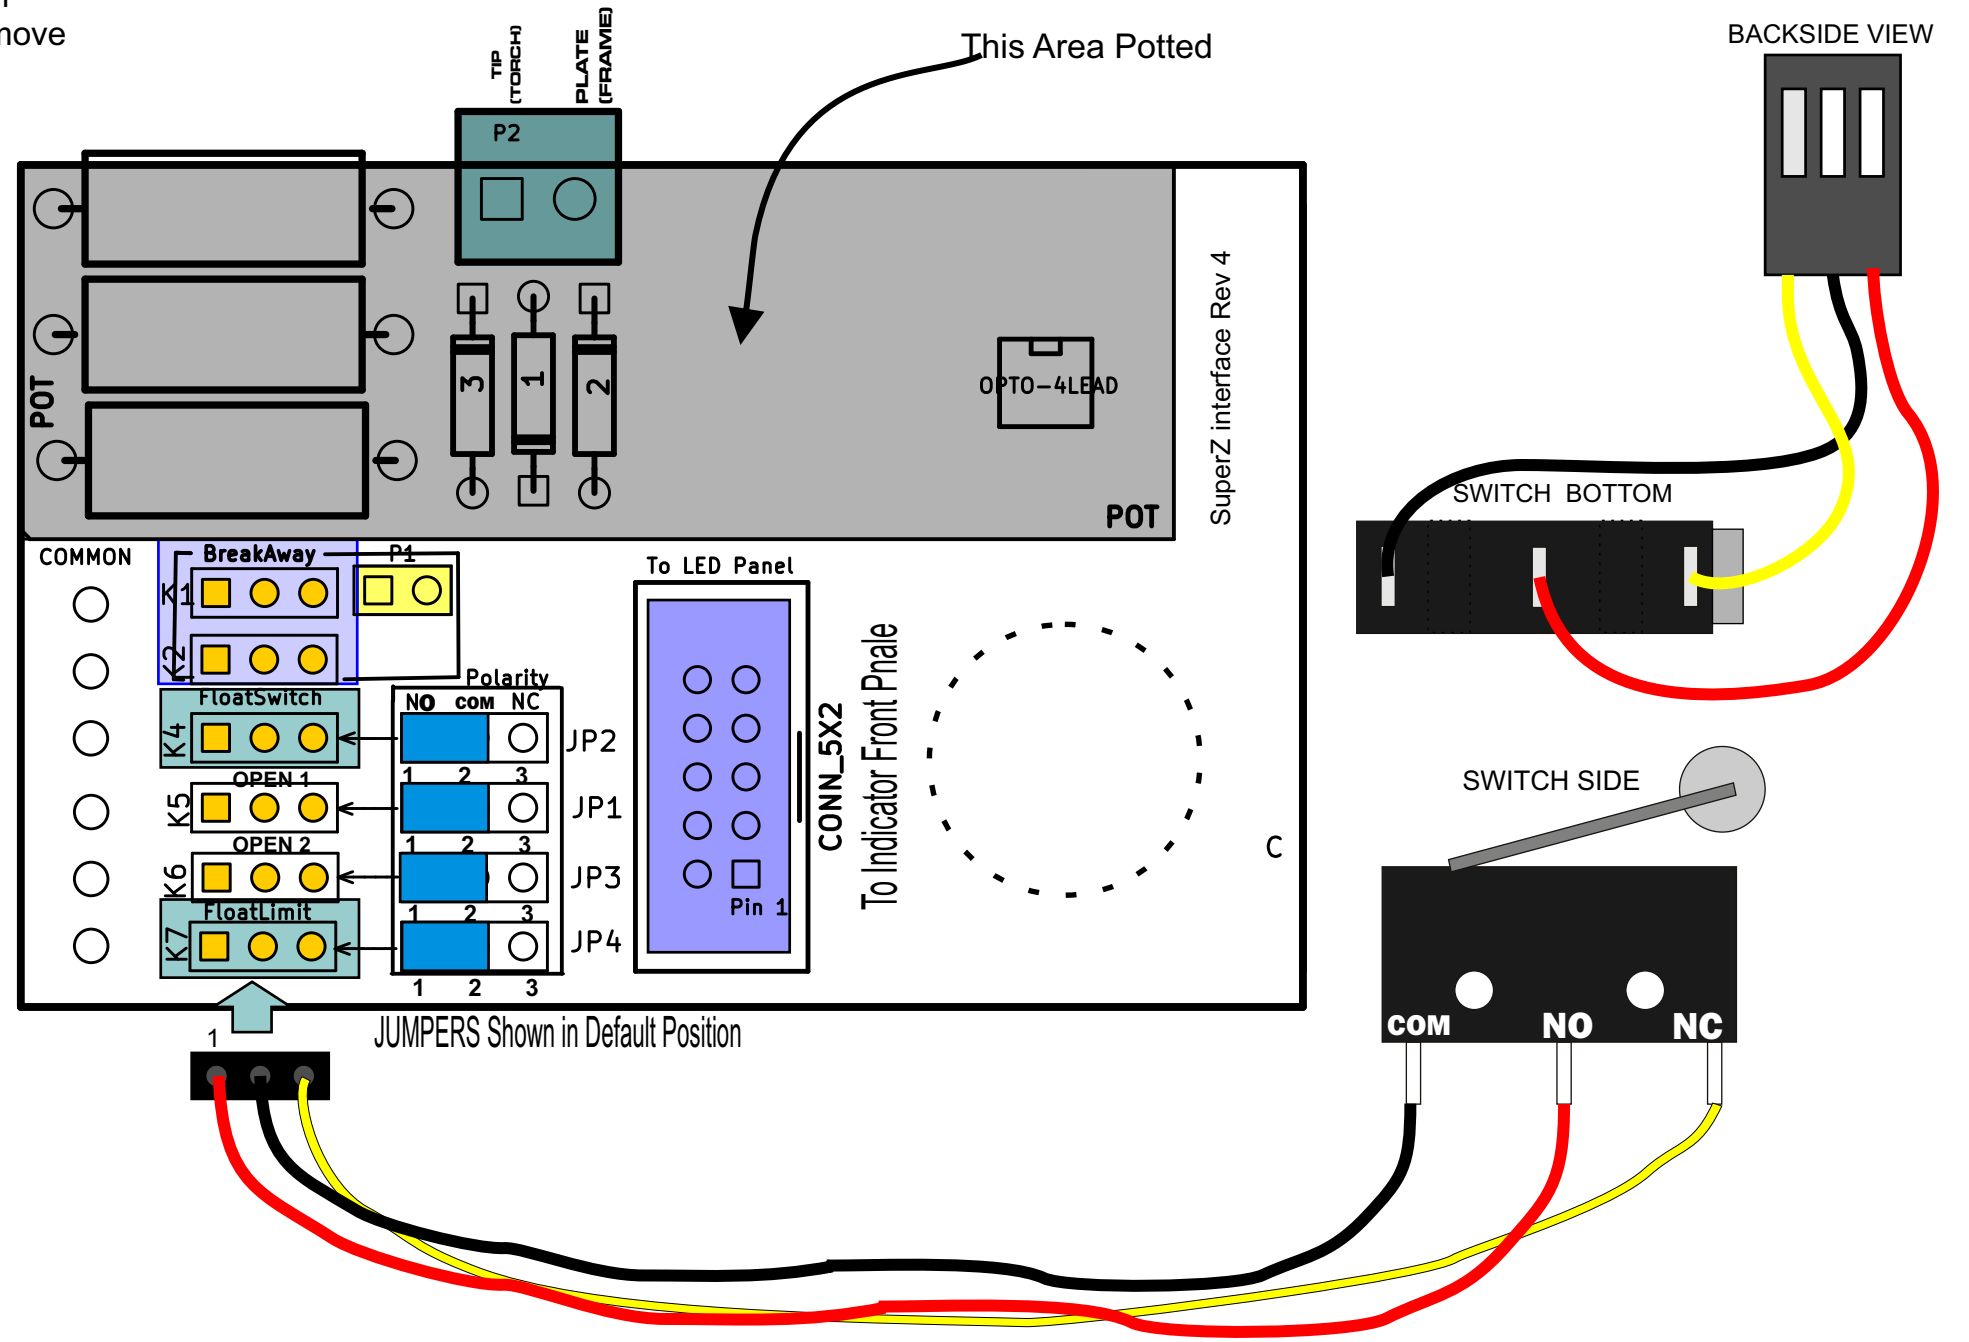 move
This Area Potted
BACKSIDE VIEW
TIP
(TORCH)
PLATE
(FRAME)
P2
3
1
2
OPTO-4LEAD
POT
POT
SuperZ interface Rev 4
SWITCH BOTTOM
COMMON
BreakAway
P1
K1
K2
To LED Panel
Polarity
FloatSwitch
NO COM NC
K4
JP2
1 2 3
OPEN 1
K5
JP1
1 2 3
OPEN 2
K6
JP3
1 2 3
FloatLimit
K7
JP4
1 2 3
Pin 1
CONN_5X2
To Indicator Front Pnale
C
SWITCH SIDE
COM NO NC
JUMPERS Shown in Default Position
1